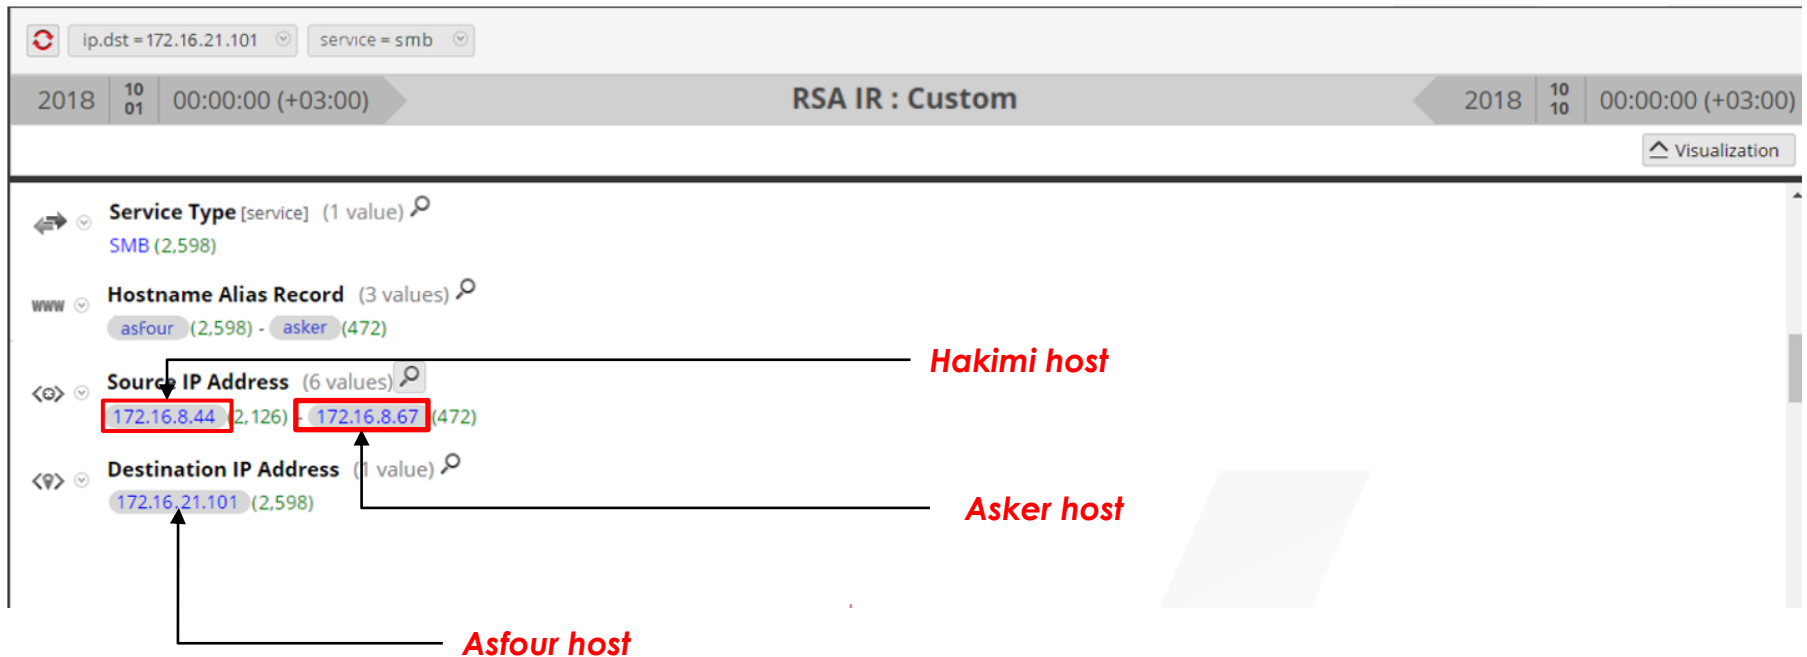 ip.dst = 172.16.21.101 service = smb
2018 10 01 00:00:00 (+03:00) RSA IR : Custom 2018 10 10 00:00:00 (+03:00)
Visualization
Service Type [service] (1 value)
SMB (2,598)
www Hostname Alias Record (3 values)
asfour (2,598) - asker (472)
Hakimi host
Source IP Address (6 values)
172.16.8.44 (2,126) - 172.16.8.67 (472)
Destination IP Address (1 value)
172.16.21.101 (2,598)
Asker host
Asfour host